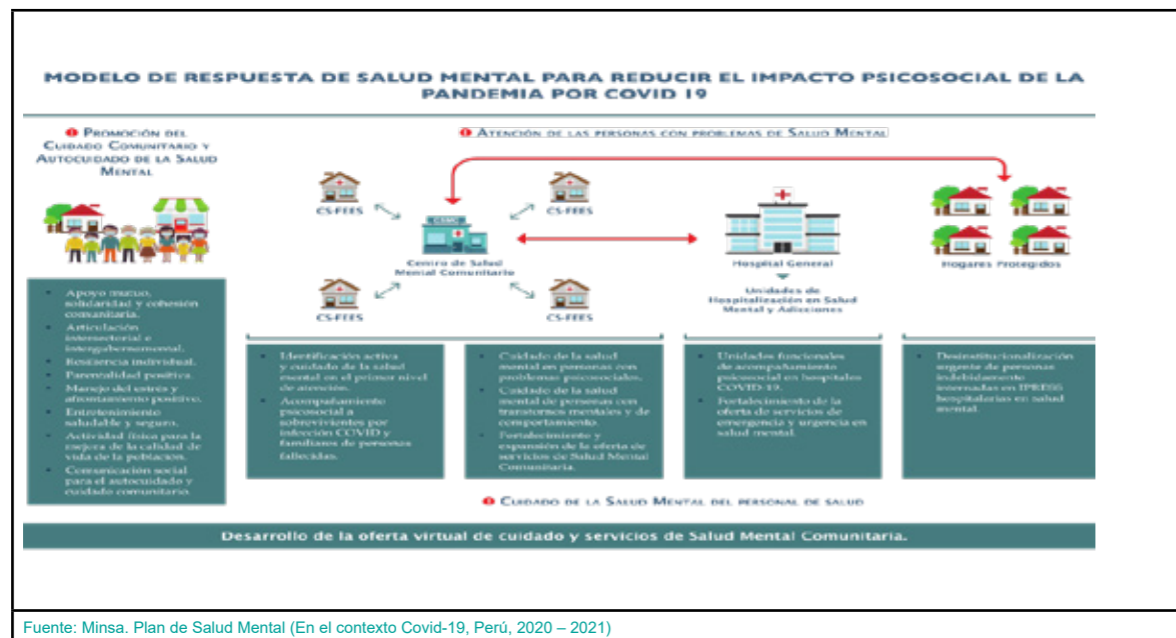 MODELO DE RESPUESTA DE SALUD MENTAL PARA REDUCIR EL IMPACTO PSICOSOCIAL DE LA
PANDEMIA POR COVID 19
PROMOCIÓN DEL
CUIDADO COMUNITARIO Y
AUTOCUIDADO DE LA SALUD
MENTAL
• Apoyo mutuo,
solidaridad y cohesión
comunitaria.
• Articulación
intersectorial e
intergubernamental.
• Resiliencia individual.
• Parentalidad positiva.
• Manejo del estrés y
afrontamiento positivo.
• Entretenimiento
saludable y seguro.
• Actividad física para la
mejora de la calidad de
vida de la población.
• Comunicación social
para el autocuidado y
cuidado comunitario.
ATENCIÓN DE LAS PERSONAS CON PROBLEMAS DE SALUD MENTAL
CS-FEES
CS-FEES
CSMC
Centro de Salud
Mental Comunitario
CS-FEES
CS-FEES
Hospital General
Unidades de
Hospitalización en Salud
Mental y Adicciones
Hogares Protegidos
• Identificación activa
y cuidado de la salud
mental en el primer nivel
de atención.
• Acompañamiento
psicosocial a
sobrevivientes por
infección COVID y
familiares de personas
fallecidas.
• Cuidado de la salud
mental en personas con
problemas psicosociales.
• Cuidado de la salud
mental de personas con
transtornos mentales y de
comportamiento.
• Fortalecimiento y
expansión de la oferta de
servicios de Salud Mental
Comunitaria.
• Unidades funcionales
de acompañamiento
psicosocial en hospitales
COVID-19.
• Fortalecimiento de la
oferta de servicios de
emergencia y urgencia en
salud mental.
• Desinstitucionalización
urgente de personas
indebidamente
internadas en IPRESS
hospitalarias en salud
mental.
CUIDADO DE LA SALUD MENTAL DEL PERSONAL DE SALUD
Desarrollo de la oferta virtual de cuidado y servicios de Salud Mental Comunitaria.
Fuente: Minsa. Plan de Salud Mental (En el contexto Covid-19, Perú, 2020 – 2021)